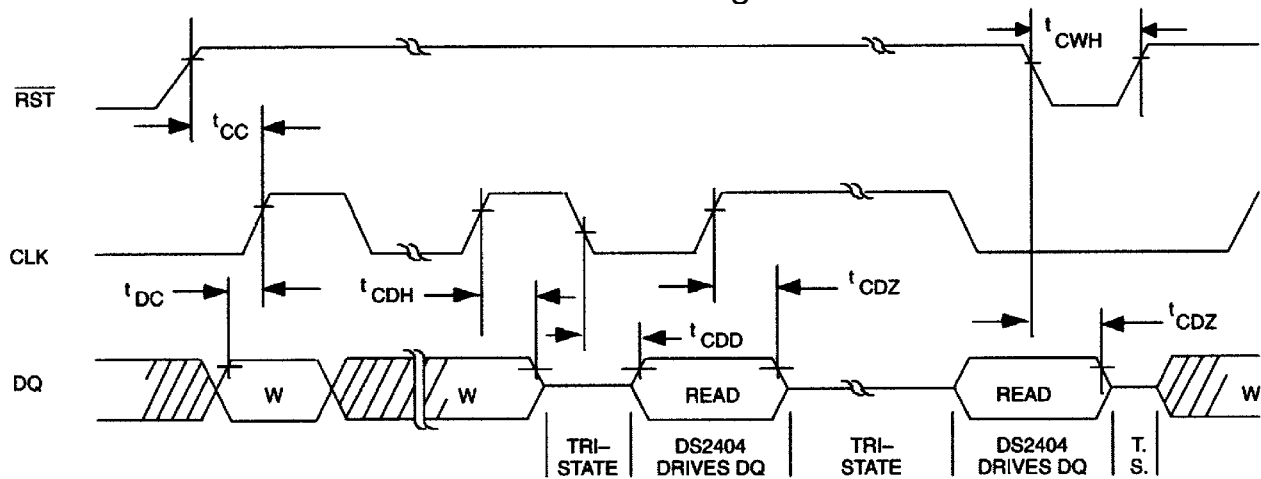 t CWH
RST
t CC
CLK
t DC
t CDH
t CDZ
t CDD
t CDZ
DQ
W
W
READ
READ
W
TRI–
STATE
DS2404
DRIVES DQ
TRI–
STATE
DS2404
DRIVES DQ
T.
S.